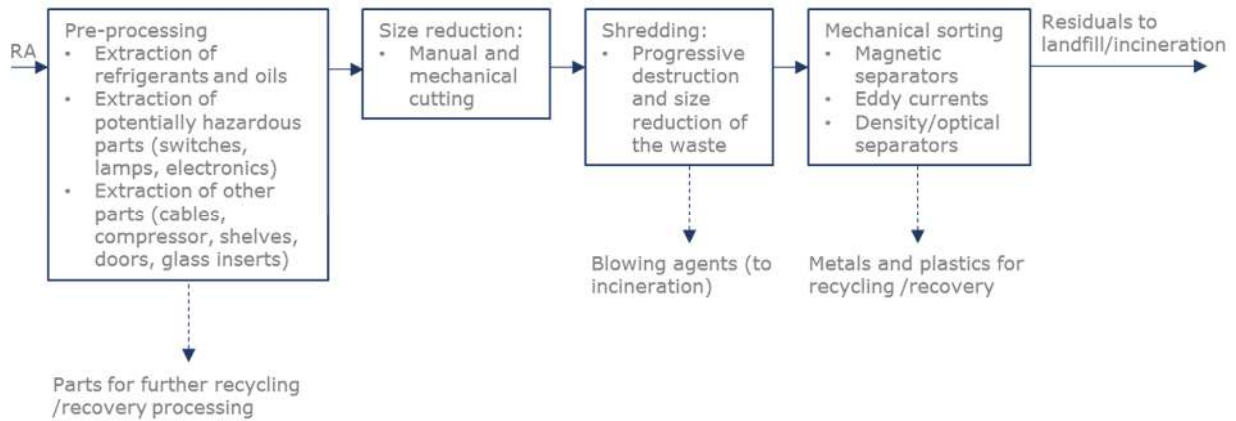 RA
Pre-processing
• Extraction of
refrigerants and oils
• Extraction of
potentially hazardous
parts (switches,
lamps, electronics)
• Extraction of other
parts (cables,
compressor, shelves,
doors, glass inserts)
Size reduction:
• Manual and
mechanical
cutting
Shredding:
• Progressive
destruction
and size
reduction of
the waste
Mechanical sorting
• Magnetic
separators
• Eddy currents
• Density/optical
separators
Residuals to
landfill/incineration
Parts for further recycling
/recovery processing
Blowing agents (to
incineration)
Metals and plastics for
recycling /recovery